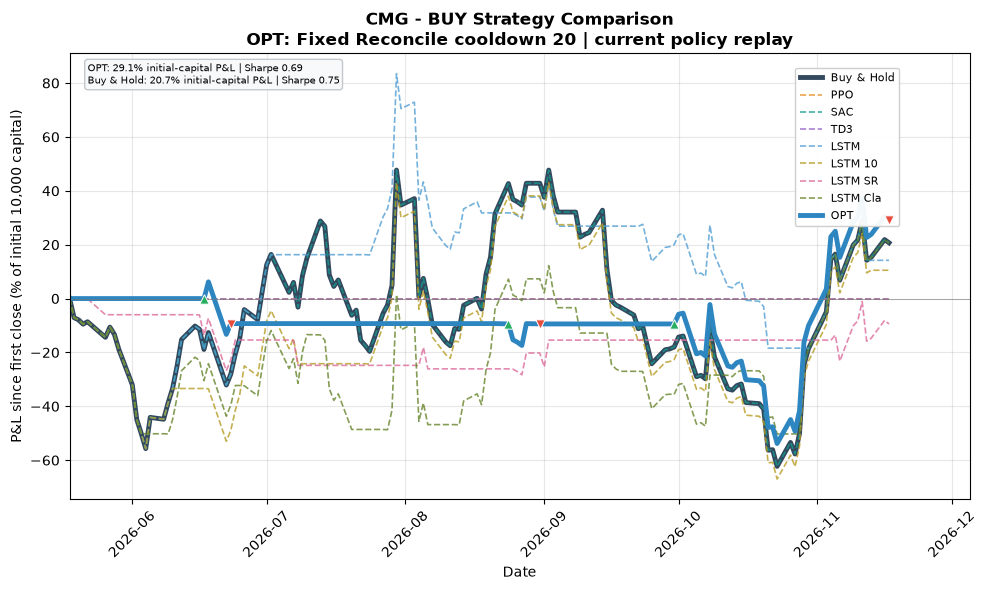 CMG - BUY Strategy Comparison
OPT: Fixed Reconcile cooldown 20 | current policy replay
OPT: 29.1% initial-capital P&L | Sharpe 0.69
Buy & Hold: 20.7% initial-capital P&L | Sharpe 0.75
Buy & Hold
PPO
SAC
TD3
LSTM
LSTM 10
LSTM SR
LSTM Cla
OPT
P&L since first close (% of initial 10,000 capital)
80
60
40
20
0
−20
−40
−60
2026-06
2026-07
2026-08
2026-09
2026-10
2026-11
2026-12
Date